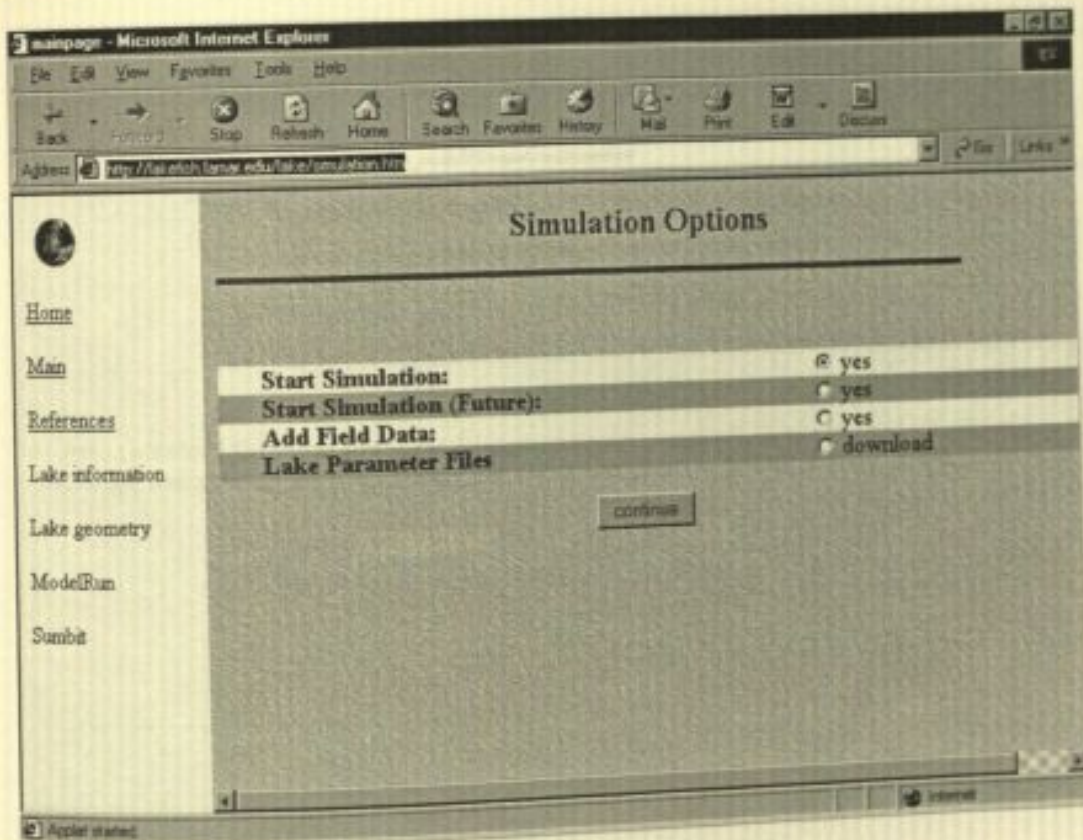 mainpage - Microsoft Internet Explorer
File Edit View Favorites Tools Help
Back Forward Stop Refresh Home Search Favorites History Mail Print Edit Discuss
Address Go Links
Simulation Options
Home
Main
References
Lake information
Lake geometry
ModelRun
Sumbit
Start Simulation: yes
Start Simulation (Future): yes
Add Field Data: yes
Lake Parameter Files download
continue
Applet started
Internet